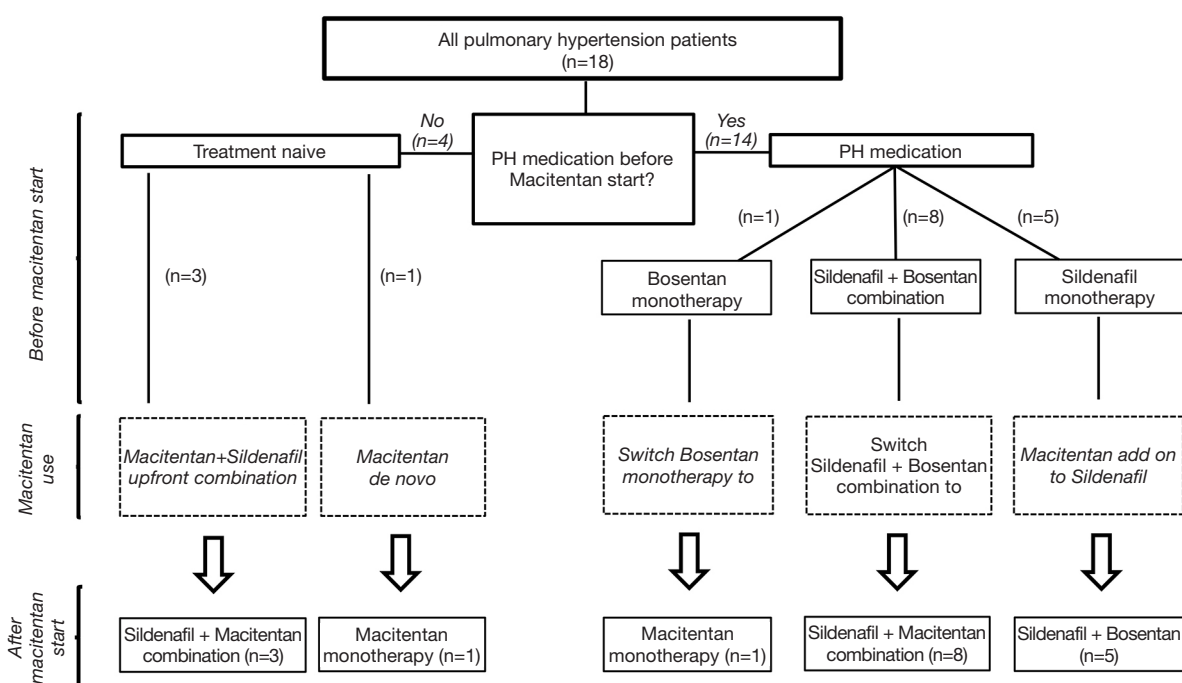 All pulmonary hypertension patients
(n=18)
No
(n=4)
Yes
(n=14)
Treatment naive
PH medication before
Macitentan start?
PH medication
Before macitentan start
(n=3)
(n=1)
(n=1)
(n=8)
(n=5)
Bosentan
monotherapy
Sildenafil + Bosentan
combination
Sildenafil
monotherapy
Macitentan
use
Macitentan+Sildenafil
upfront combination
Macitentan
de novo
Switch Bosentan
monotherapy to
Switch
Sildenafil + Bosentan
combination to
Macitentan add on
to Sildenafil
After
macitentan
start
Sildenafil + Macitentan
combination (n=3)
Macitentan
monotherapy (n=1)
Macitentan
monotherapy (n=1)
Sildenafil + Macitentan
combination (n=8)
Sildenafil + Bosentan
(n=5)